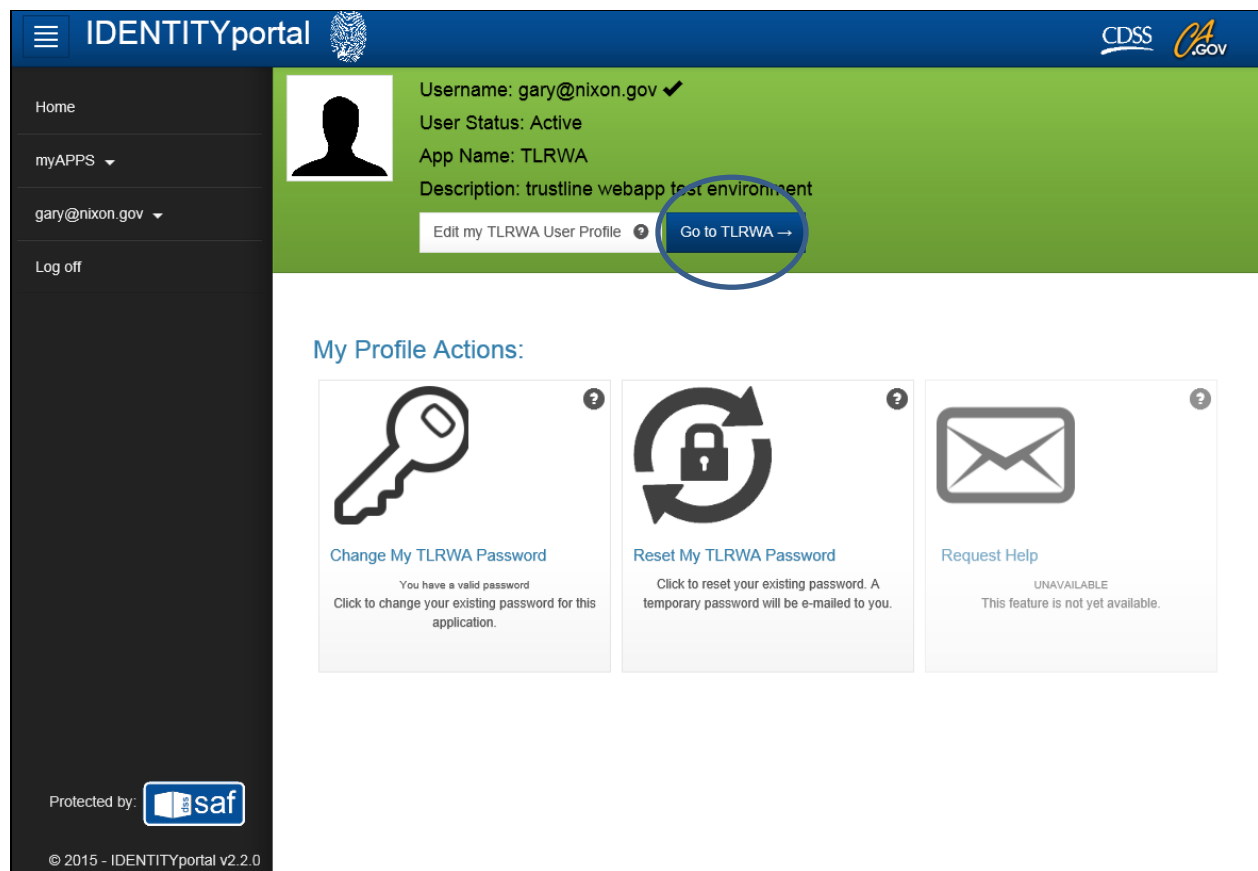 IDENTITYportal
CDSS
CA.GOV
Home
myAPPS
gary@nixon.gov
Log off
Username: gary@nixon.gov ✔
User Status: Active
App Name: TLRWA
Description: trustline webapp test environment
Edit my TLRWA User Profile ?
Go to TLRWA →
My Profile Actions:
?
Change My TLRWA Password
You have a valid password
Click to change your existing password for this
application.
?
Reset My TLRWA Password
Click to reset your existing password. A
temporary password will be e-mailed to you.
?
Request Help
UNAVAILABLE
This feature is not yet available.
Protected by: dss saf
© 2015 - IDENTITYportal v2.2.0